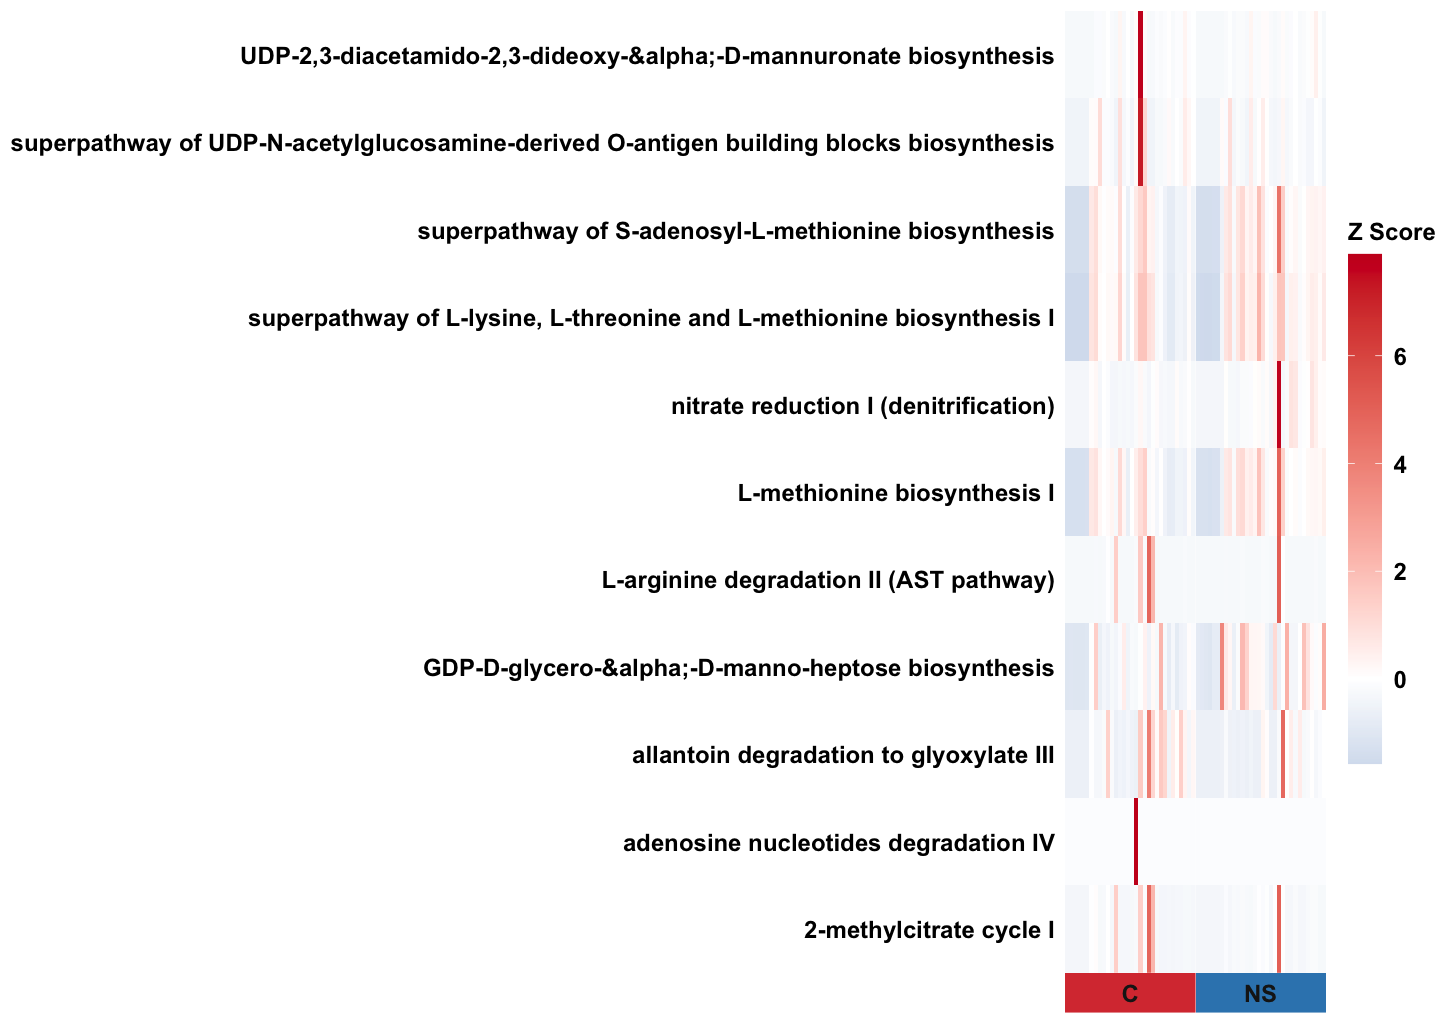 UDP-2,3-diacetamido-2,3-dideoxy-&alpha;-D-mannuronate biosynthesis
superpathway of UDP-N-acetylglucosamine-derived O-antigen building blocks biosynthesis
superpathway of S-adenosyl-L-methionine biosynthesis
superpathway of L-lysine, L-threonine and L-methionine biosynthesis I
nitrate reduction I (denitrification)
L-methionine biosynthesis I
L-arginine degradation II (AST pathway)
GDP-D-glycero-&alpha;-D-manno-heptose biosynthesis
allantoin degradation to glyoxylate III
adenosine nucleotides degradation IV
2-methylcitrate cycle I
C NS
Z Score
6
4
2
0